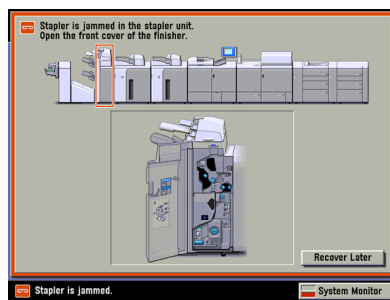 Stapler is jammed in the stapler unit.
Open the front cover of the finisher.
Recover Later
Stapler is jammed.
System Monitor